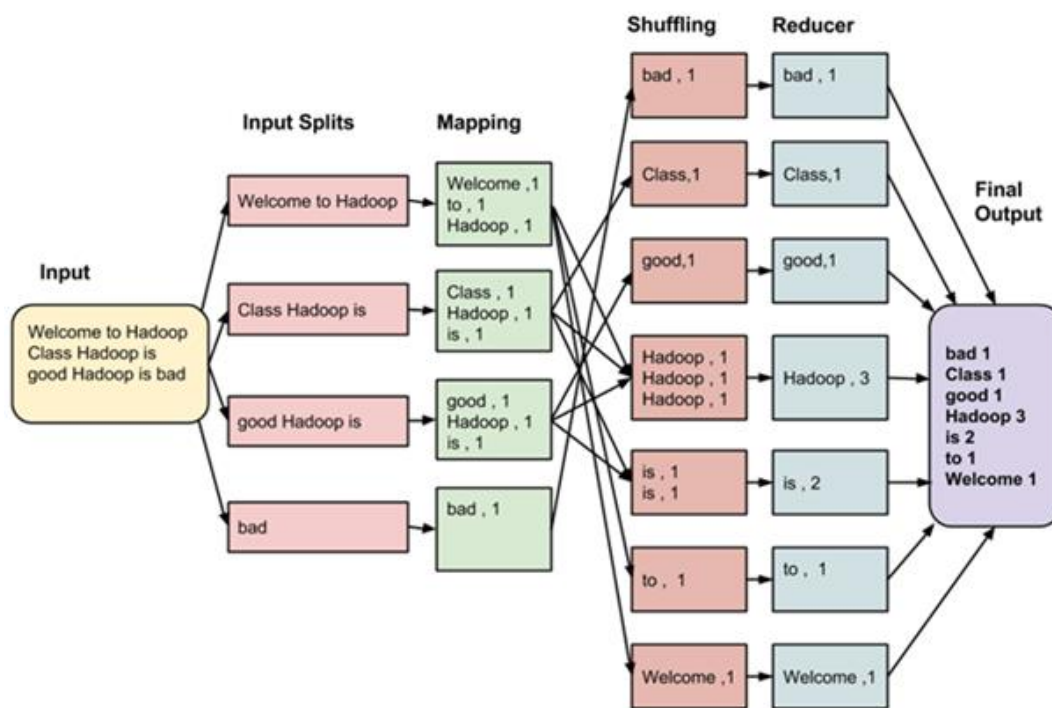 Input
Welcome to Hadoop
Class Hadoop is
good Hadoop is bad
Input Splits
Welcome to Hadoop
Class Hadoop is
good Hadoop is
bad
Mapping
Welcome ,1
to , 1
Hadoop , 1
Class , 1
Hadoop , 1
is , 1
good , 1
Hadoop , 1
is , 1
bad , 1
Shuffling
bad , 1
Class,1
good,1
Hadoop , 1
Hadoop , 1
Hadoop , 1
is , 1
is , 1
to , 1
Welcome ,1
Reducer
bad , 1
Class,1
good,1
Hadoop , 3
is , 2
to , 1
Welcome ,1
Final
Output
bad 1
Class 1
good 1
Hadoop 3
is 2
to 1
Welcome 1